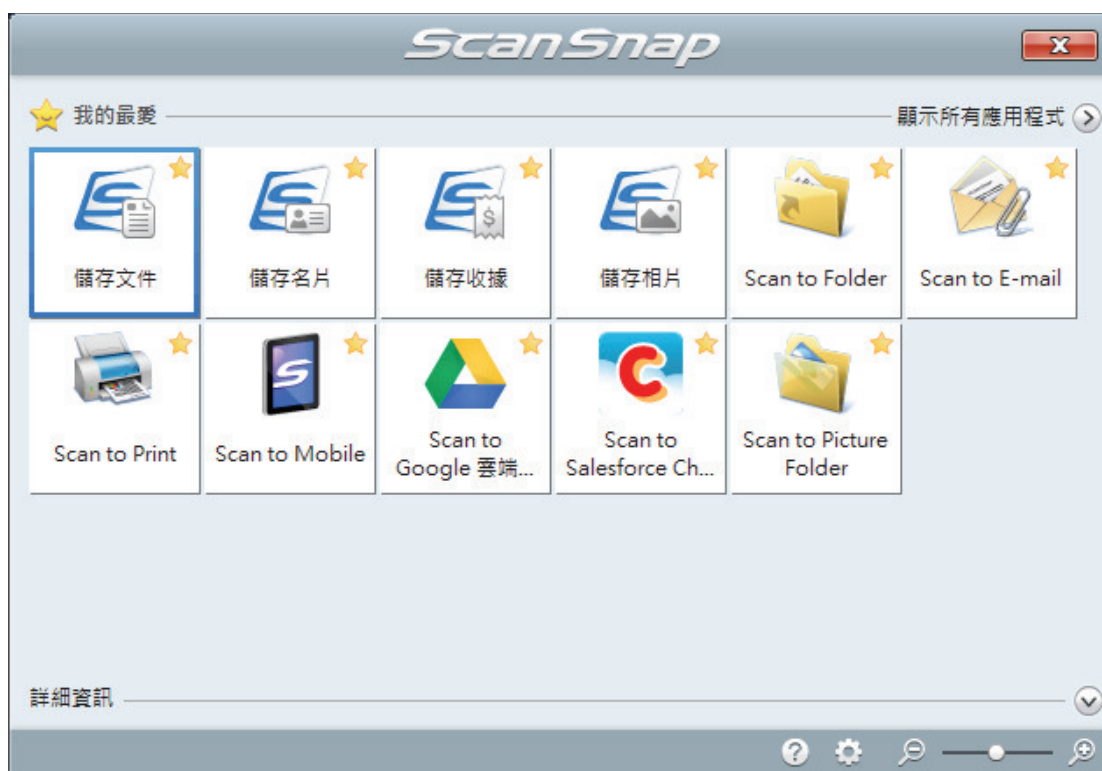 ScanSnap
我的最愛
顯示所有應用程式
儲存文件
儲存名片
儲存收據
儲存相片
Scan to Folder
Scan to E-mail
Scan to Print
Scan to Mobile
Scan to
Google 雲端...
Scan to
Salesforce Ch...
Scan to Picture
Folder
詳細資訊